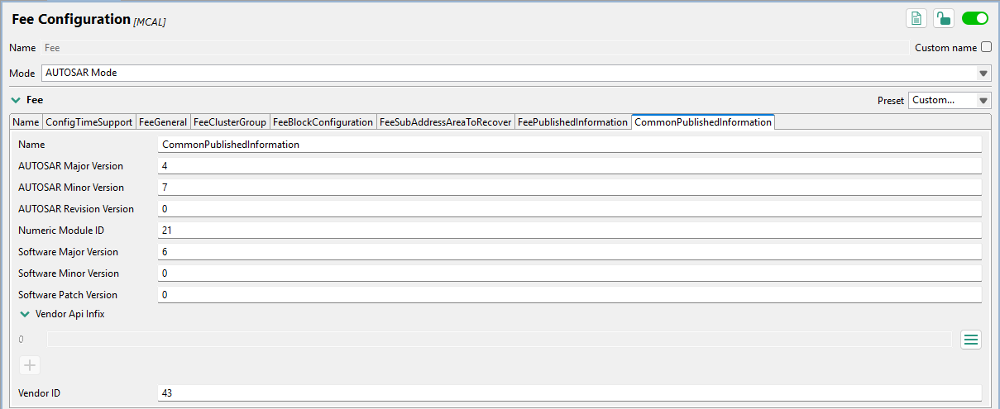 Fee Configuration [MCAL]
Name Fee Custom name
Mode AUTOSAR Mode
Fee Preset Custom...
Name ConfigTimeSupport FeeGeneral FeeClusterGroup FeeBlockConfiguration FeeSubAddressAreaToRecover FeePublishedInformation CommonPublishedInformation
Name CommonPublishedInformation
AUTOSAR Major Version 4
AUTOSAR Minor Version 7
AUTOSAR Revision Version 0
Numeric Module ID 21
Software Major Version 6
Software Minor Version 0
Software Patch Version 0
Vendor Api Infix
0
Vendor ID 43